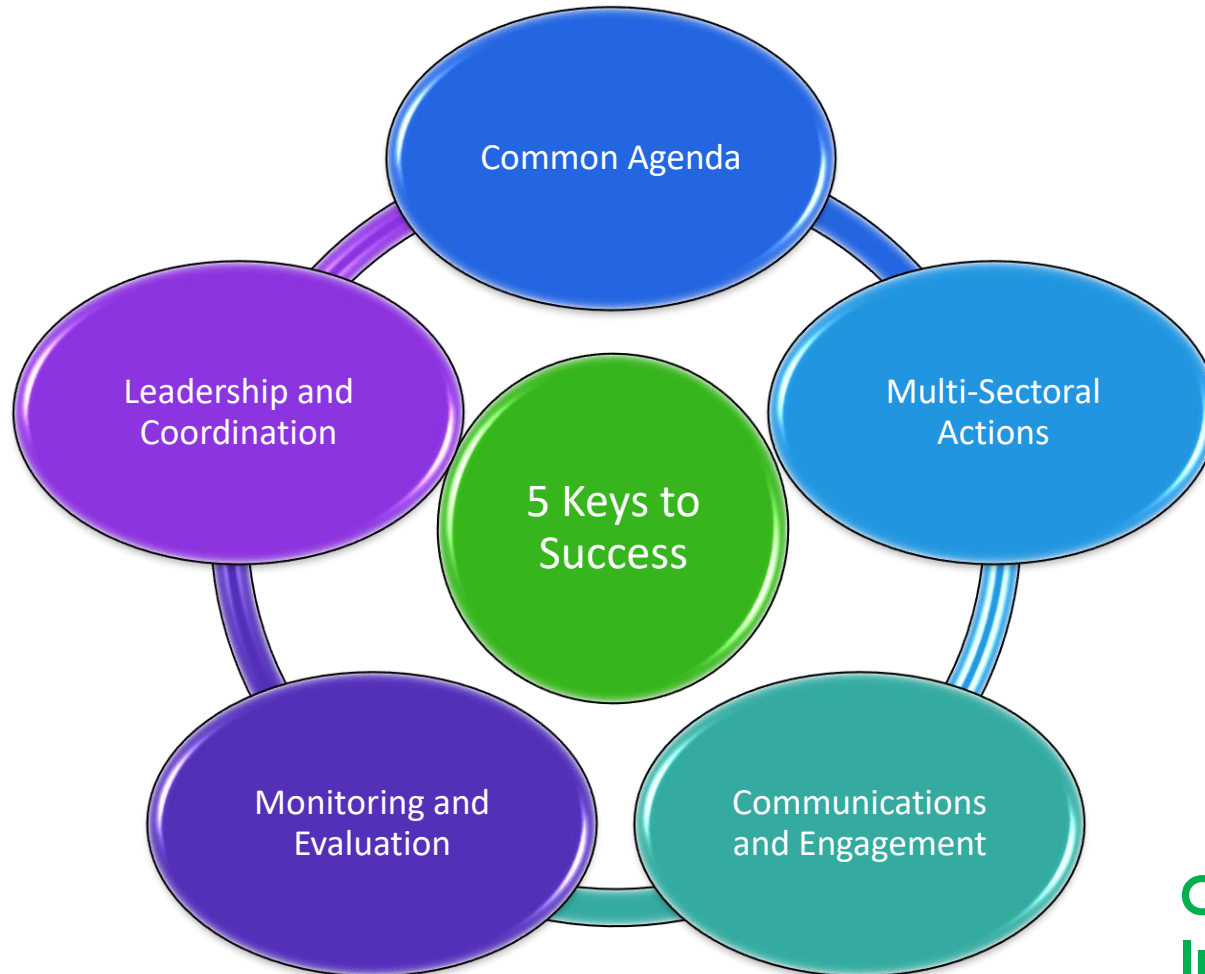 Common Agenda
Multi-Sectoral
Actions
Communications
and Engagement
Monitoring and
Evaluation
Leadership and
Coordination
5 Keys to
Success